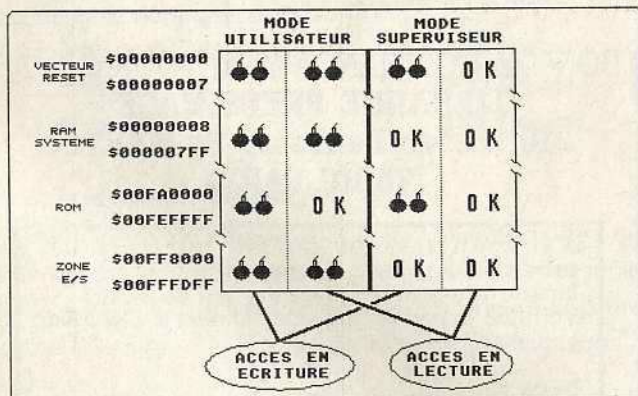 MODE UTILISATEUR
MODE SUPERVISEUR
VECTEUR RESET
$00000000
$00000007
OK
RAM SYSTEME
$00000008
$000007FF
OK
OK
ROM
$00FA0000
$00FEFFFF
OK
OK
ZONE E/S
$00FF8000
$00FFFDFF
OK
OK
ACCES EN ECRITURE
ACCES EN LECTURE